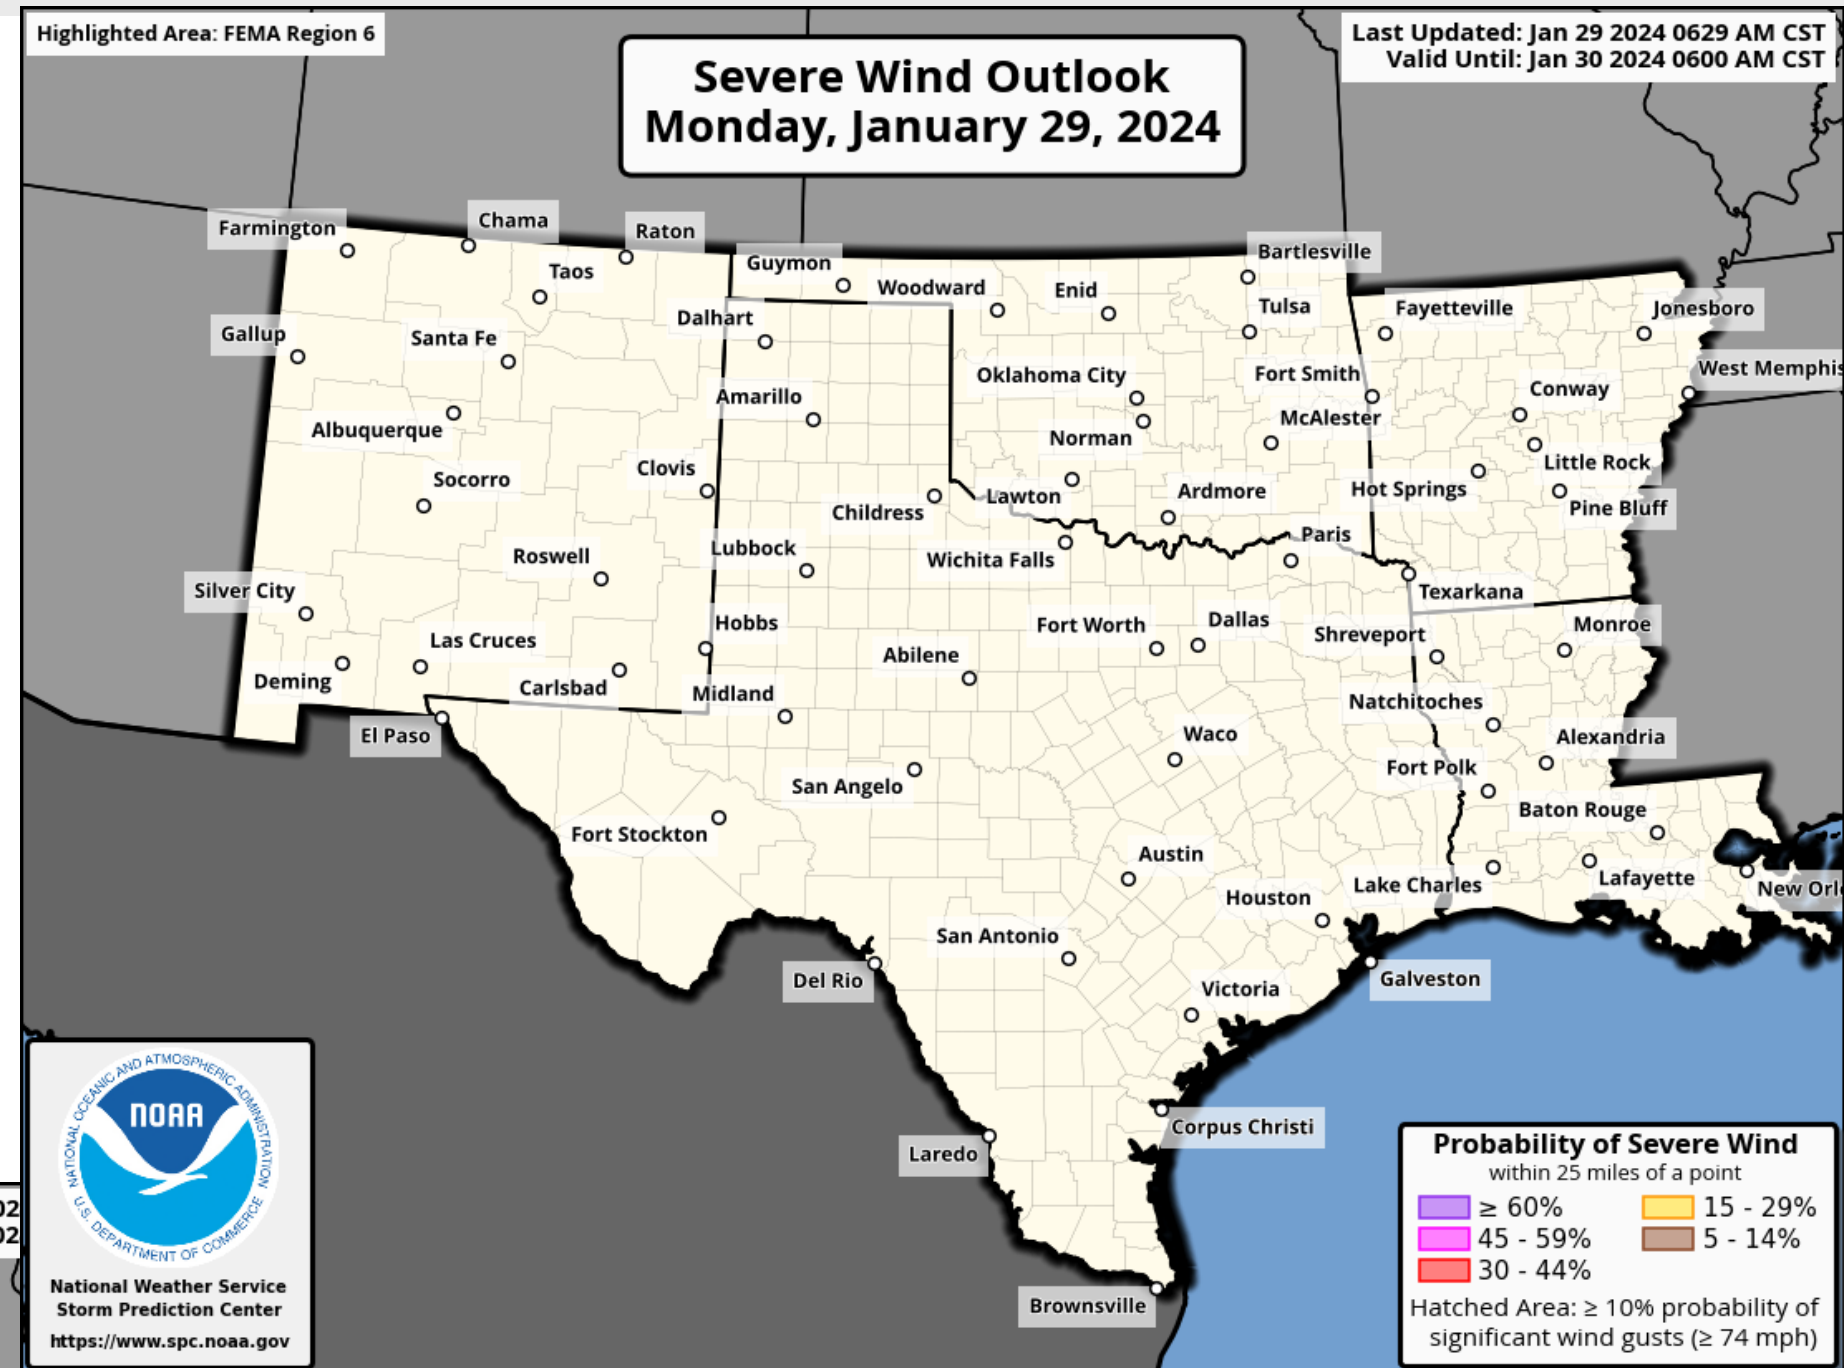 Highlighted Area: FEMA Region 6
Severe Wind Outlook
Monday, January 29, 2024
Last Updated: Jan 29 2024 0629 AM CST
Valid Until: Jan 30 2024 0600 AM CST
Farmington
Chama
Raton
Taos
Guymon
Woodward
Enid
Bartlesville
Tulsa
Fayetteville
Jonesboro
Gallup
Santa Fe
Dalhart
Oklahoma City
Fort Smith
West Memphis
Amarillo
Conway
Albuquerque
Norman
McAlester
Little Rock
Socorro
Clovis
Childress
Lawton
Ardmore
Hot Springs
Pine Bluff
Roswell
Lubbock
Wichita Falls
Paris
Silver City
Texarkana
Hobbs
Fort Worth
Dallas
Shreveport
Monroe
Las Cruces
Abilene
Deming
Carlsbad
Midland
Natchitoches
El Paso
Waco
Alexandria
San Angelo
Fort Polk
Fort Stockton
Baton Rouge
Austin
Lake Charles
Lafayette
New Orl
Houston
San Antonio
Del Rio
Galveston
Victoria
Corpus Christi
Laredo
Brownsville
02
02
NATIONAL OCEANIC AND ATMOSPHERIC ADMINISTRATION
NOAA
U.S. DEPARTMENT OF COMMERCE
National Weather Service
Storm Prediction Center
https://www.spc.noaa.gov
Probability of Severe Wind
within 25 miles of a point
≥ 60%
15 - 29%
45 - 59%
5 - 14%
30 - 44%
Hatched Area: ≥ 10% probability of
significant wind gusts (≥ 74 mph)